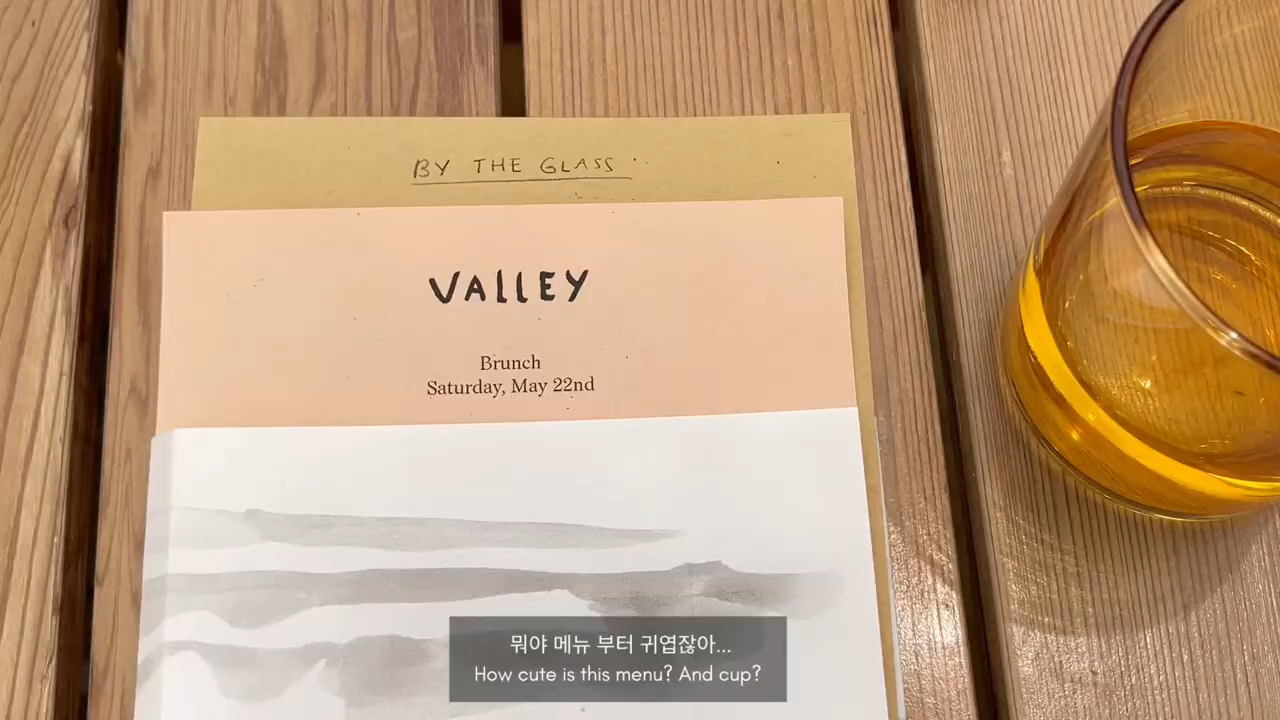 BY THE GLASS
VALLEY
Brunch
Saturday, May 22nd
뭐야 메뉴 부터 귀엽잖아...
How cute is this menu? And cup?